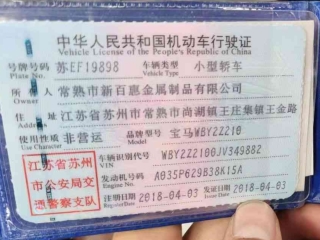 中华人民共和国机动车行驶证
Vehicle License of the People's Republic of China
号牌号码 苏EF19898 车辆类型 小型轿车
Plate No. Vehicle Type
所有人 常熟市新百惠金属制品有限公司
Owner
住址 江苏省苏州市常熟市尚湖镇王庄集镇王金路
Address
使用性质 非营运 品牌型号 宝马WBY2Z210
Use Character Model
江苏省苏州
市公安局交
通警察支队
车辆识别代号 WBY2Z2100JV349882
VIN
发动机号码 A035P629B38K15A
Engine No.
注册日期 2018-04-03 发证日期 2018-04-03
Register Date Issue Date